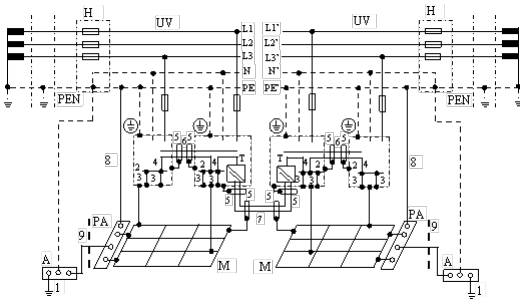 H UV UV H
L1 L1'
L2 L2'
L3 L3'
N N'
PEN PE PE' PEN
5 6 5 5 6 5
8 2 4 2 4 T T 4 2 4 2 8
3 3 3 3
5 5 5 5
7
PA PA
9 9
A M M A
1 1